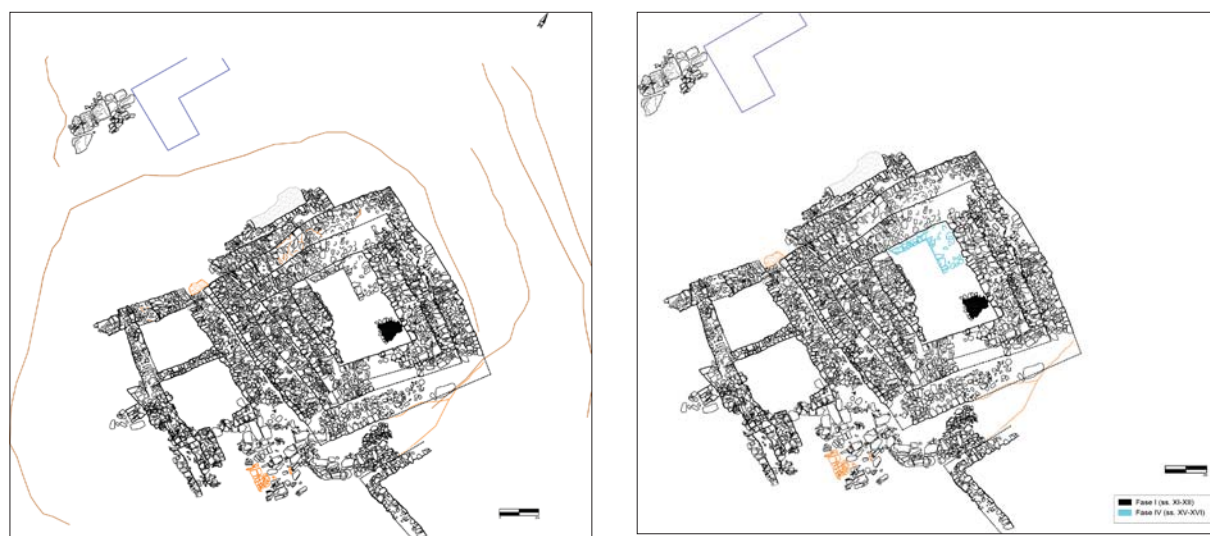 Fase I (ss. XI-XII)
Fase IV (ss. XV-XVI)